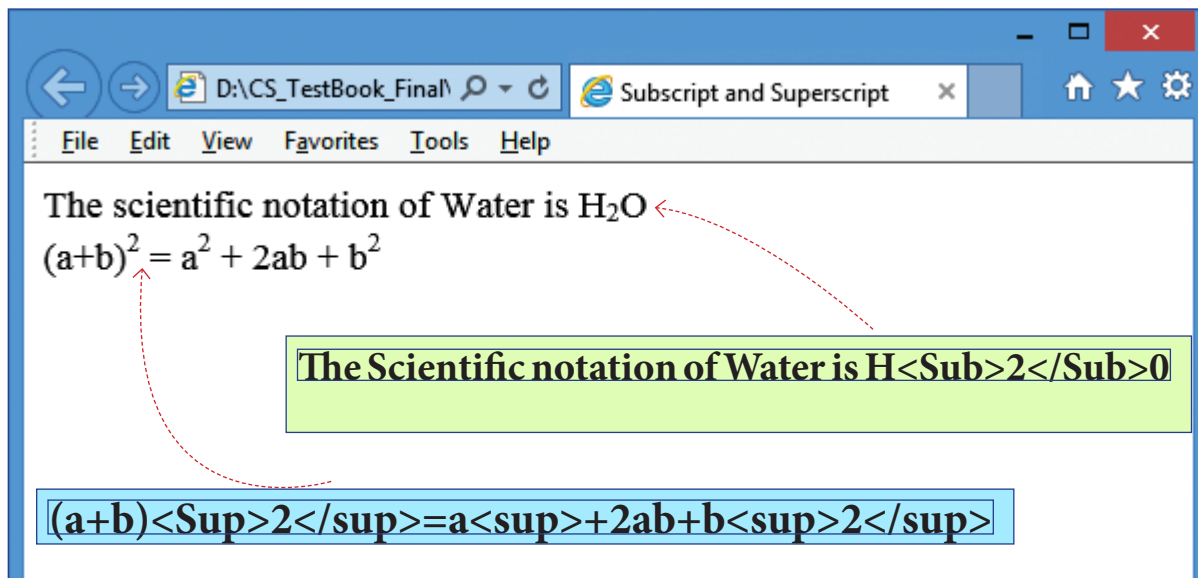 D:\CS_TestBook_Final\
Subscript and Superscript
File Edit View Favorites Tools Help
The scientific notation of Water is H₂O
(a+b)² = a² + 2ab + b²
The Scientific notation of Water is H<Sub>2</Sub>0
(a+b)<Sup>2</sup>=a<sup>+2ab+b<sup>2</sup>